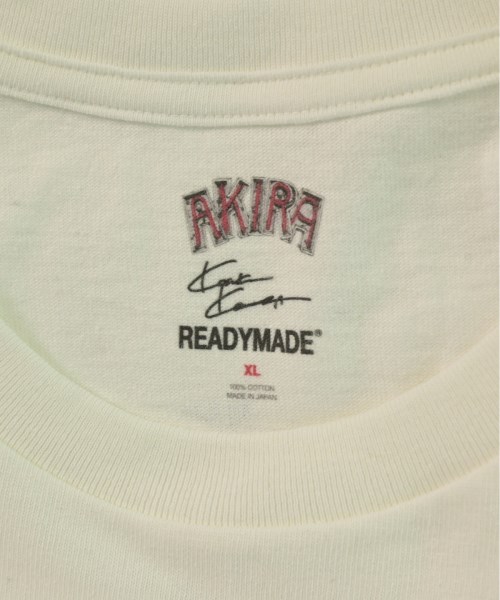 AKIRA
READYMADE®
XL
100% COTTON
MADE IN JAPAN